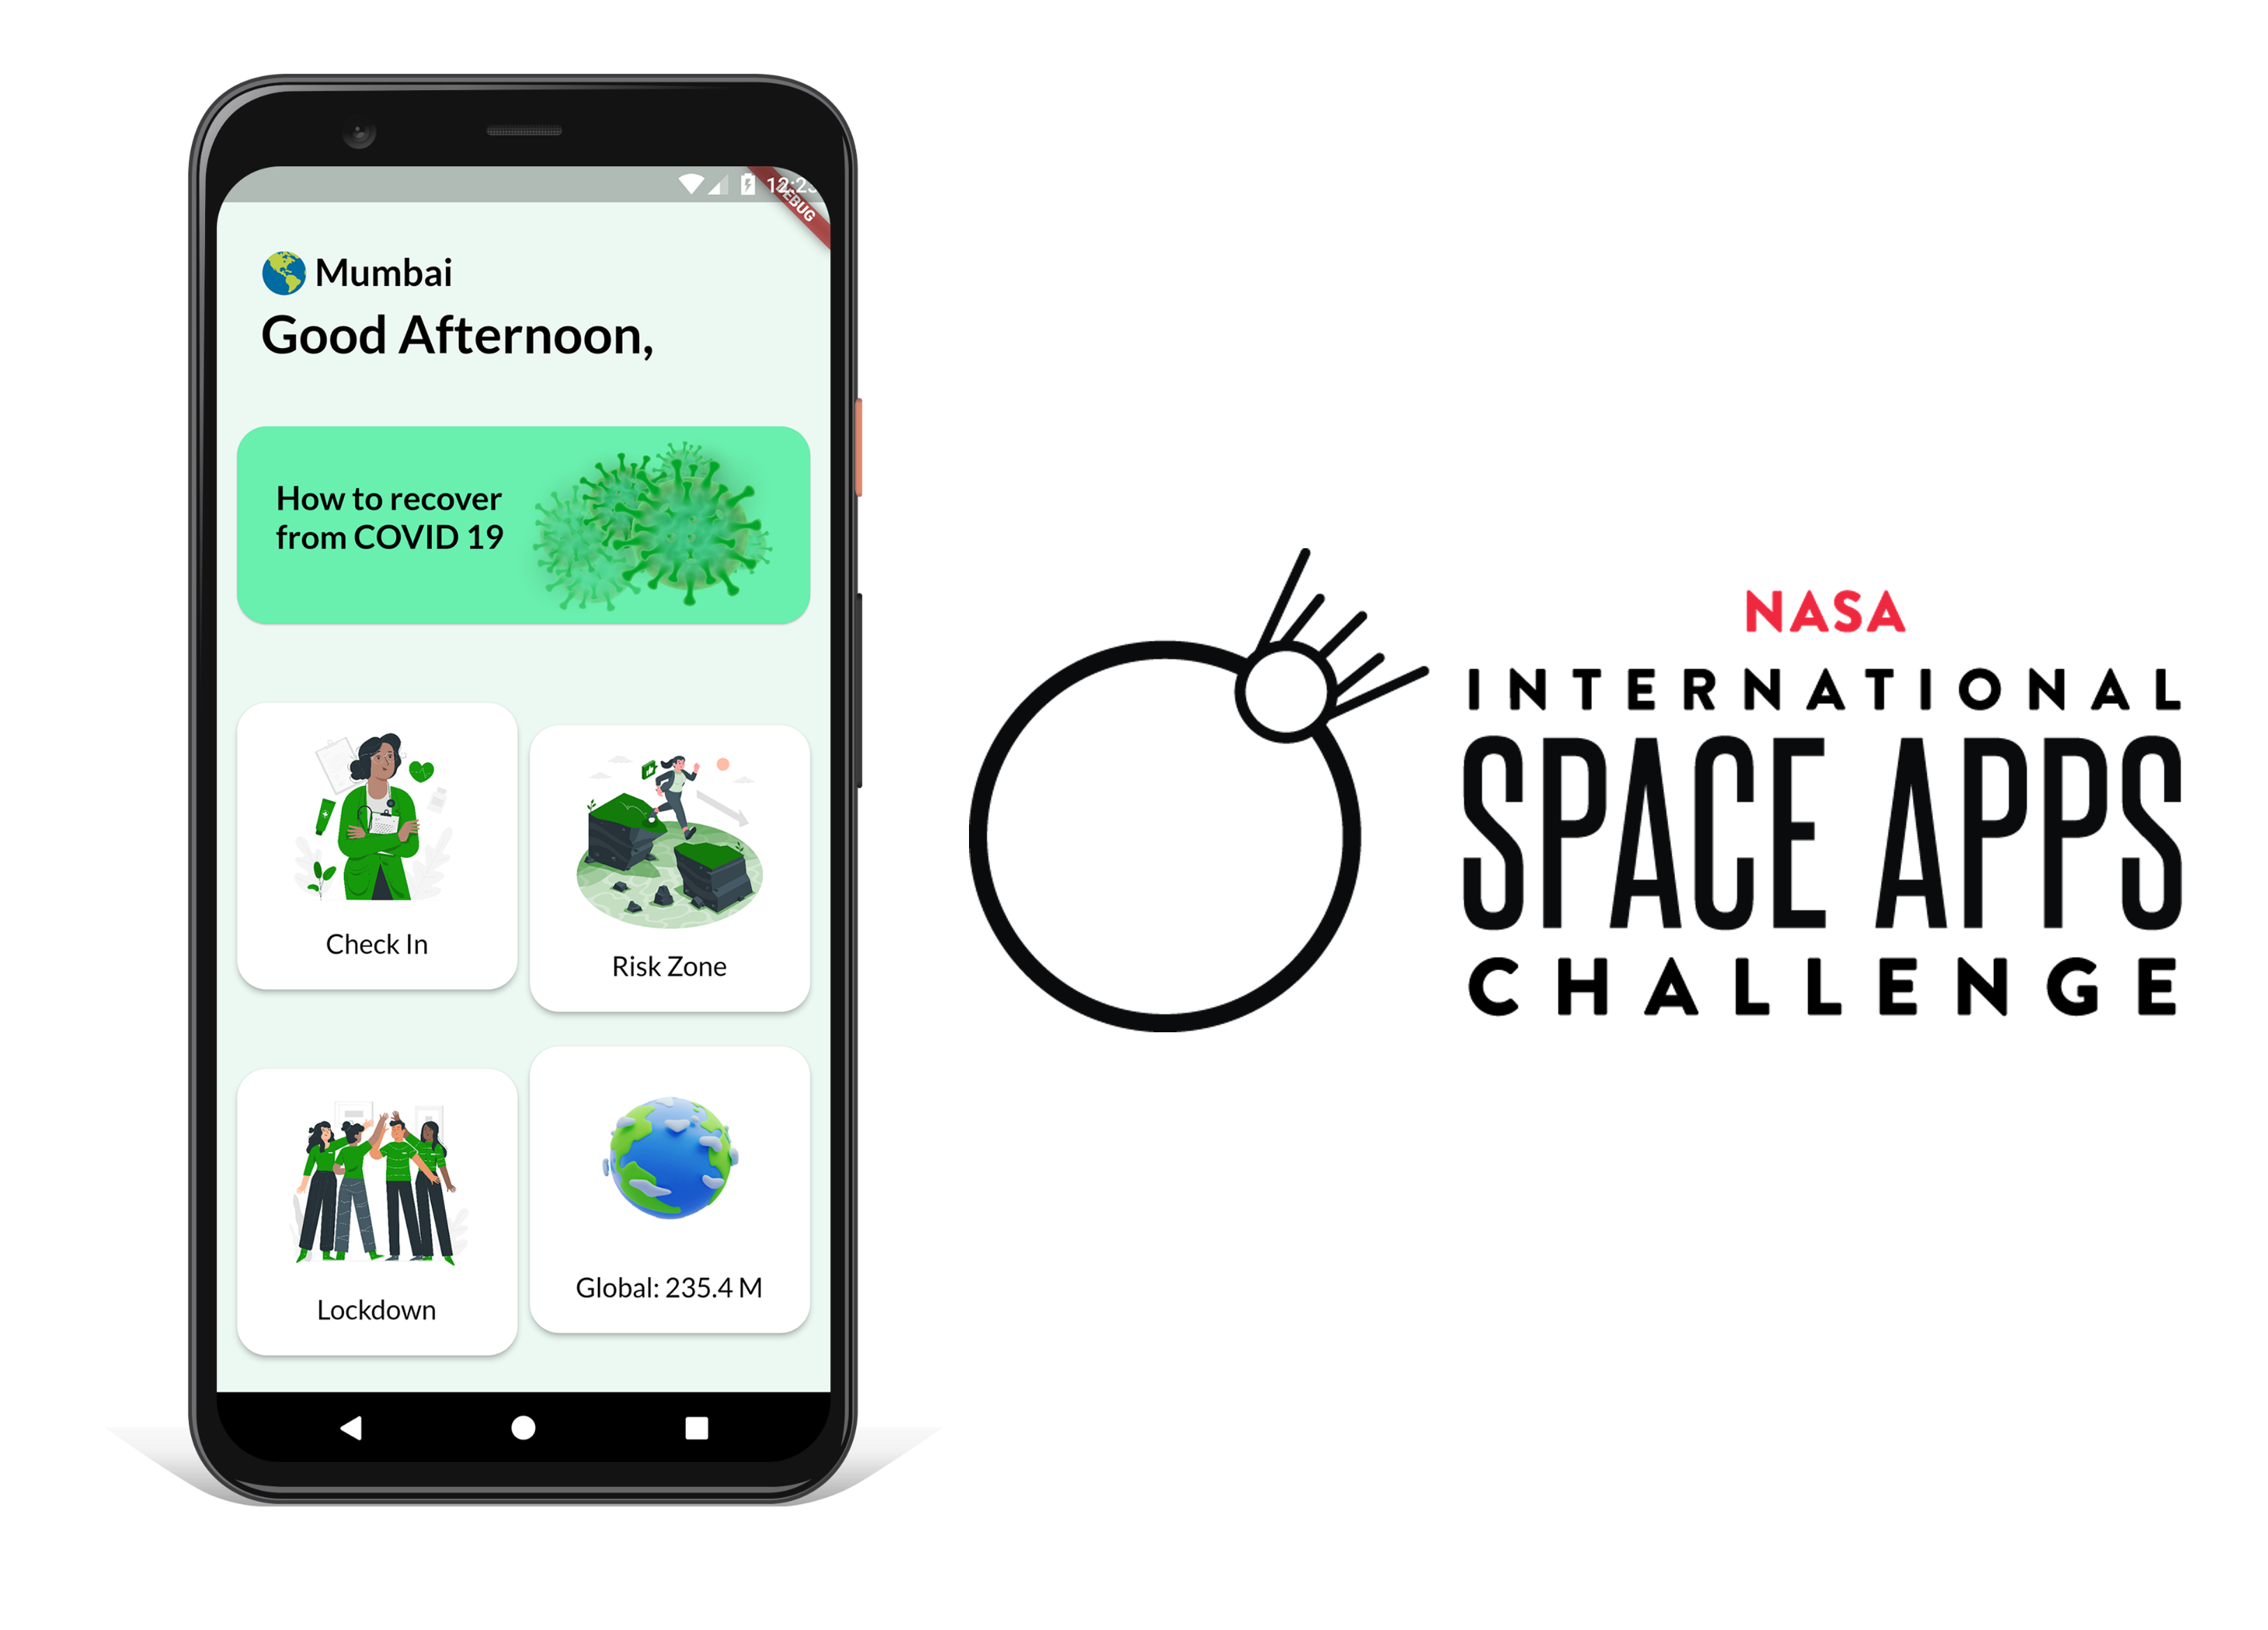 12:23
DEBUG
Mumbai
Good Afternoon,
How to recover
from COVID 19
Check In
Risk Zone
Lockdown
Global: 235.4 M
NASA
INTERNATIONAL
SPACE APPS
CHALLENGE